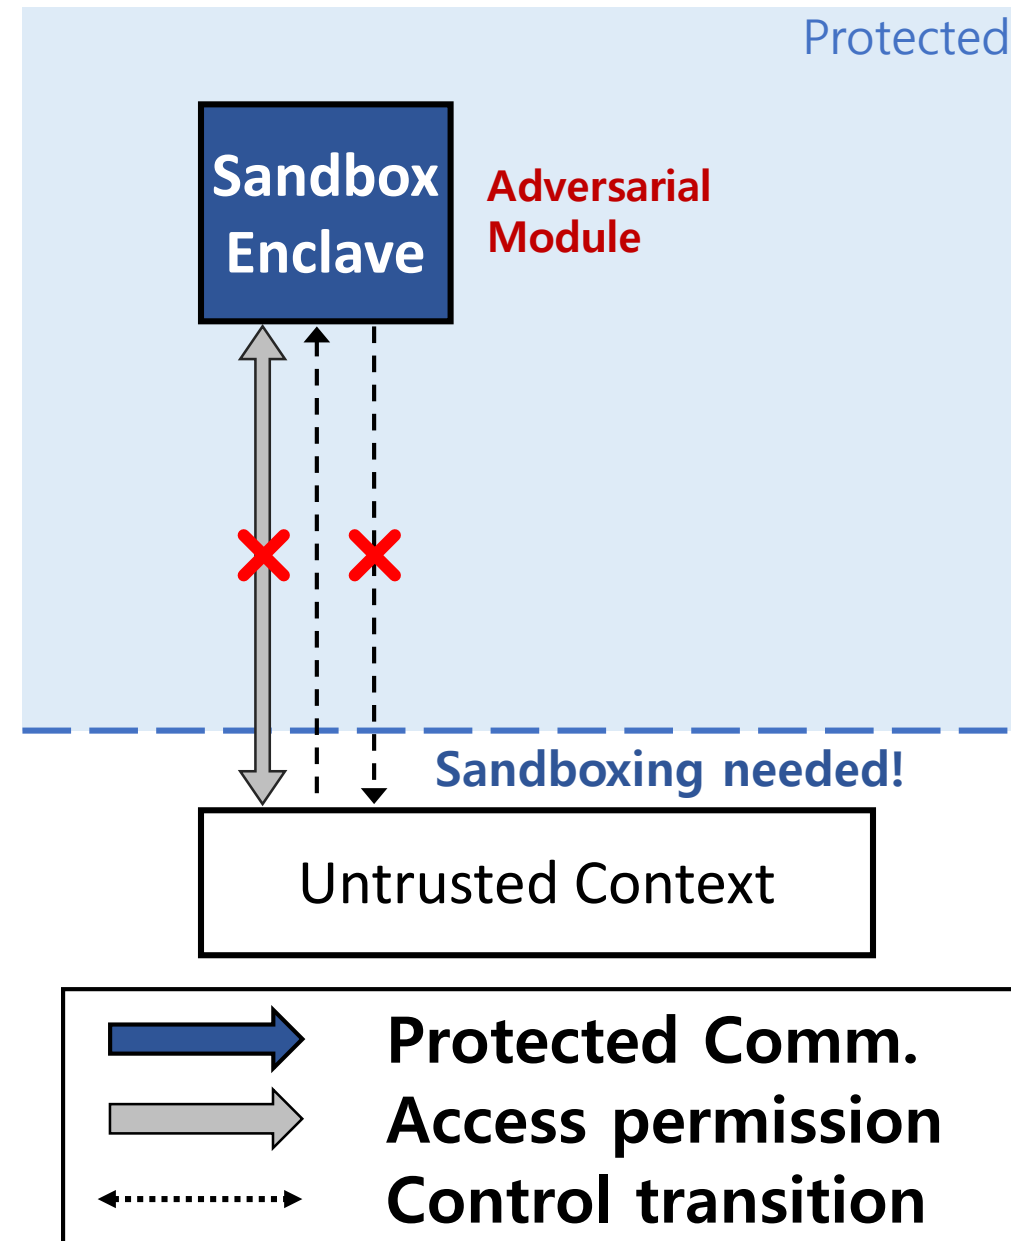 Protected
Sandbox
Enclave
Adversarial
Module
Sandboxing needed!
Untrusted Context
Protected Comm.
Access permission
Control transition